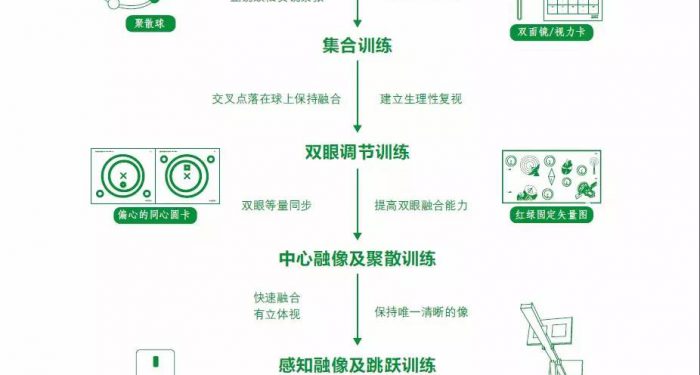 聚散球
双面镜/视力卡
集合训练
交叉点落在球上保持融合
建立生理性复视
双眼调节训练
偏心的同心圆卡
双眼等量同步
提高双眼融合能力
红绿固定矢量图
中心融像及聚散训练
快速融合
有立体视
保持唯一清晰的像
感知融像及跳跃训练